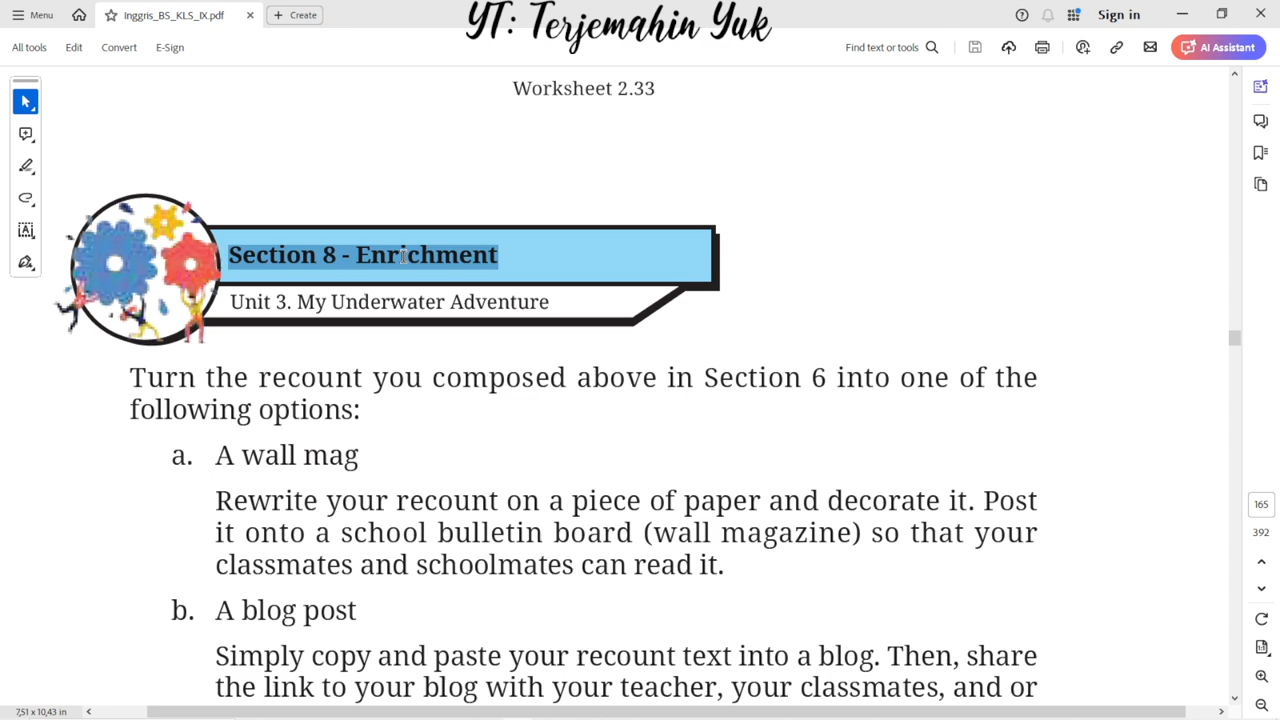 Menu
Inggris_BS_KLS_IX.pdf
Create
YT: Terjemahin Yuk
Sign in
All tools
Edit
Convert
E-Sign
Find text or tools
AI Assistant
Worksheet 2.33
Section 8 - Enrichment
Unit 3. My Underwater Adventure
Turn the recount you composed above in Section 6 into one of the
following options:
a. A wall mag
Rewrite your recount on a piece of paper and decorate it. Post
it onto a school bulletin board (wall magazine) so that your
classmates and schoolmates can read it.
b. A blog post
Simply copy and paste your recount text into a blog. Then, share
the link to your blog with your teacher, your classmates, and or
165
392
7,51 x 10,43 in